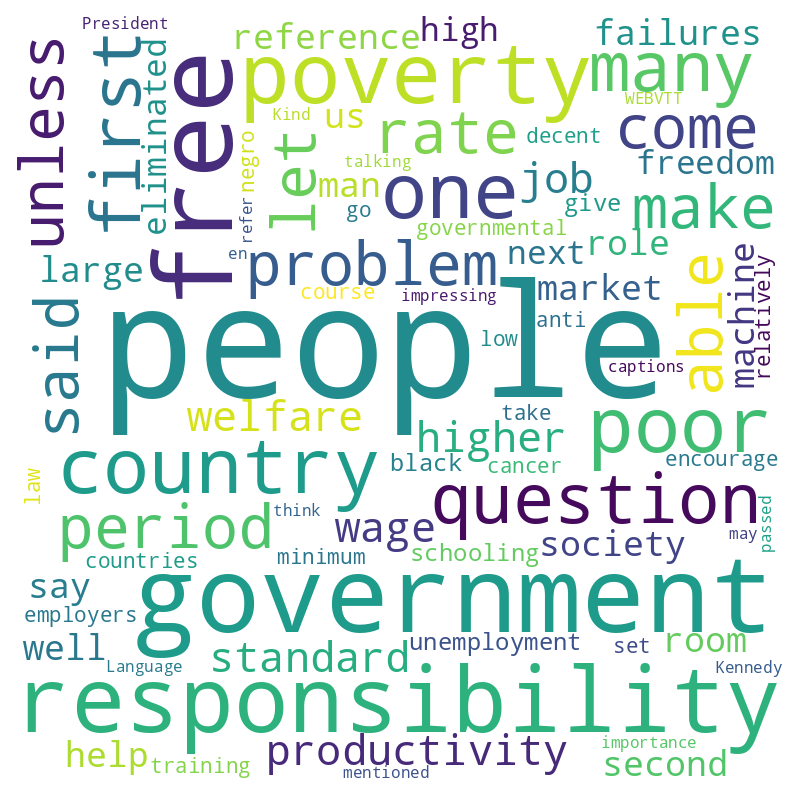 President
high
failures
reference
unless
first
eliminated
free
poverty
many
WEBVTT
Kind
us
let
rate
decent
come
negro
talking
man
one
job
freedom
refer
go
give
make
governmental
en
problem
next
role
large
course
impressing
market
able
machine
relatively
said
people
low
anti
captions
welfare
take
poor
higher
country
black
cancer
encourage
law
question
period
think
wage
passed
may
countries
minimum
schooling
society
say
government
employers
well
Language
standard
unemployment
set
room
Kennedy
responsibility
help
training
productivity
mentioned
importance
second